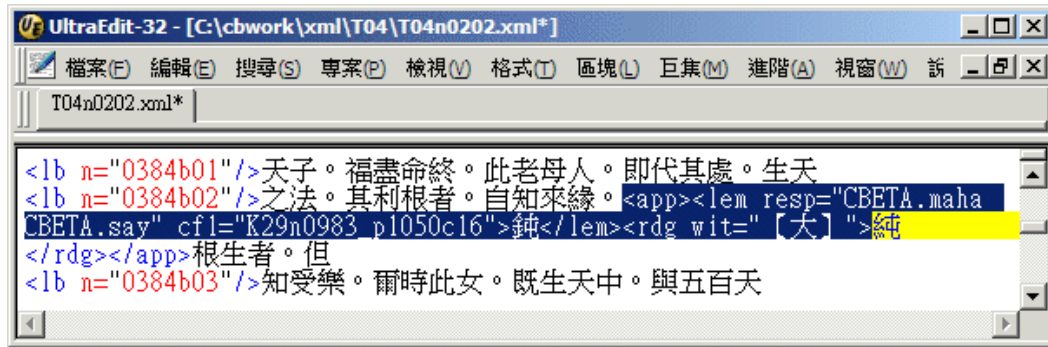 UltraEdit-32 - [C:\cbwork\xml\T04\T04n0202.xml*]
檔案(F) 編輯(E) 搜尋(S) 專案(P) 檢視(V) 格式(T) 區塊(L) 巨集(M) 進階(A) 視窗(W) 訴
T04n0202.xml*
<lb n="0384b01"/>天子。福盡命終。此老母人。即代其處。生天
<lb n="0384b02"/>之法。其利根者。自知來緣。<app><lem resp="CBETA.maha
CBETA.say" cf1="K29n0983_p1050c16">鈍</lem><rdg wit="【大】">純
</rdg></app>根生者。但
<lb n="0384b03"/>知受樂。爾時此女。既生天中。與五百天